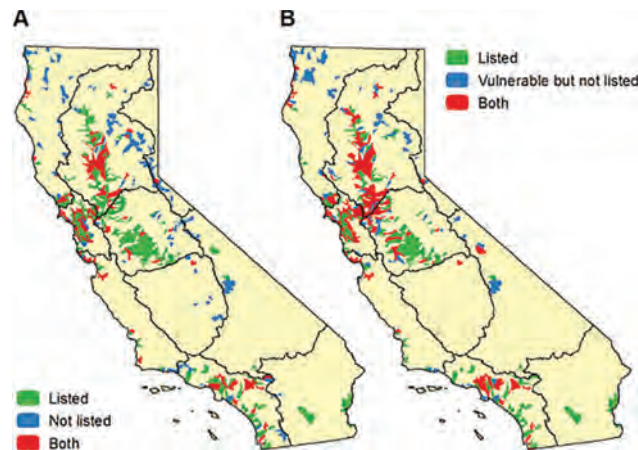 A
B
Listed
Vulnerable but not listed
Both
Listed
Not listed
Both